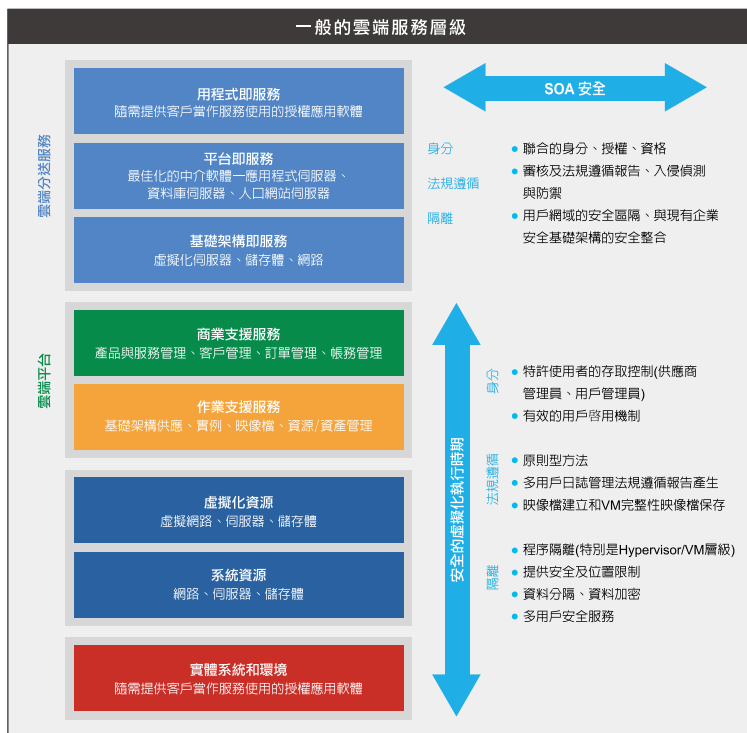 一般的雲端服務層級
雲端分送服務
用程式即服務
隨需提供客戶當作服務使用的授權應用軟體
平台即服務
最佳化的中介軟體—應用程式伺服器、
資料庫伺服器、人口網站伺服器
基礎架構即服務
虛擬化伺服器、儲存體、網路
SOA 安全
身分
法規遵循
隔離
● 聯合的身分、授權、資格
● 審核及法規遵循報告、入侵偵測
與防禦
● 用戶網域的安全區隔、與現有企業
安全基礎架構的安全整合
雲端平台
商業支援服務
產品與服務管理、客戶管理、訂單管理、帳務管理
作業支援服務
基礎架構供應、實例、映像檔、資源/資產管理
虛擬化資源
虛擬網路、伺服器、儲存體
系統資源
網路、伺服器、儲存體
實體系統和環境
隨需提供客戶當作服務使用的授權應用軟體
安全的虛擬化執行時期
身分
● 特許使用者的存取控制(供應商
管理員、用戶管理員)
● 有效的用戶啓用機制
法規遵循
● 原則型方法
● 多用戶日誌管理法規遵循報告產生
● 映像檔建立和VM完整性映像檔保存
隔離
● 程序隔離(特別是Hypervisor/VM層級)
● 提供安全及位置限制
● 資料分隔、資料加密
● 多用戶安全服務